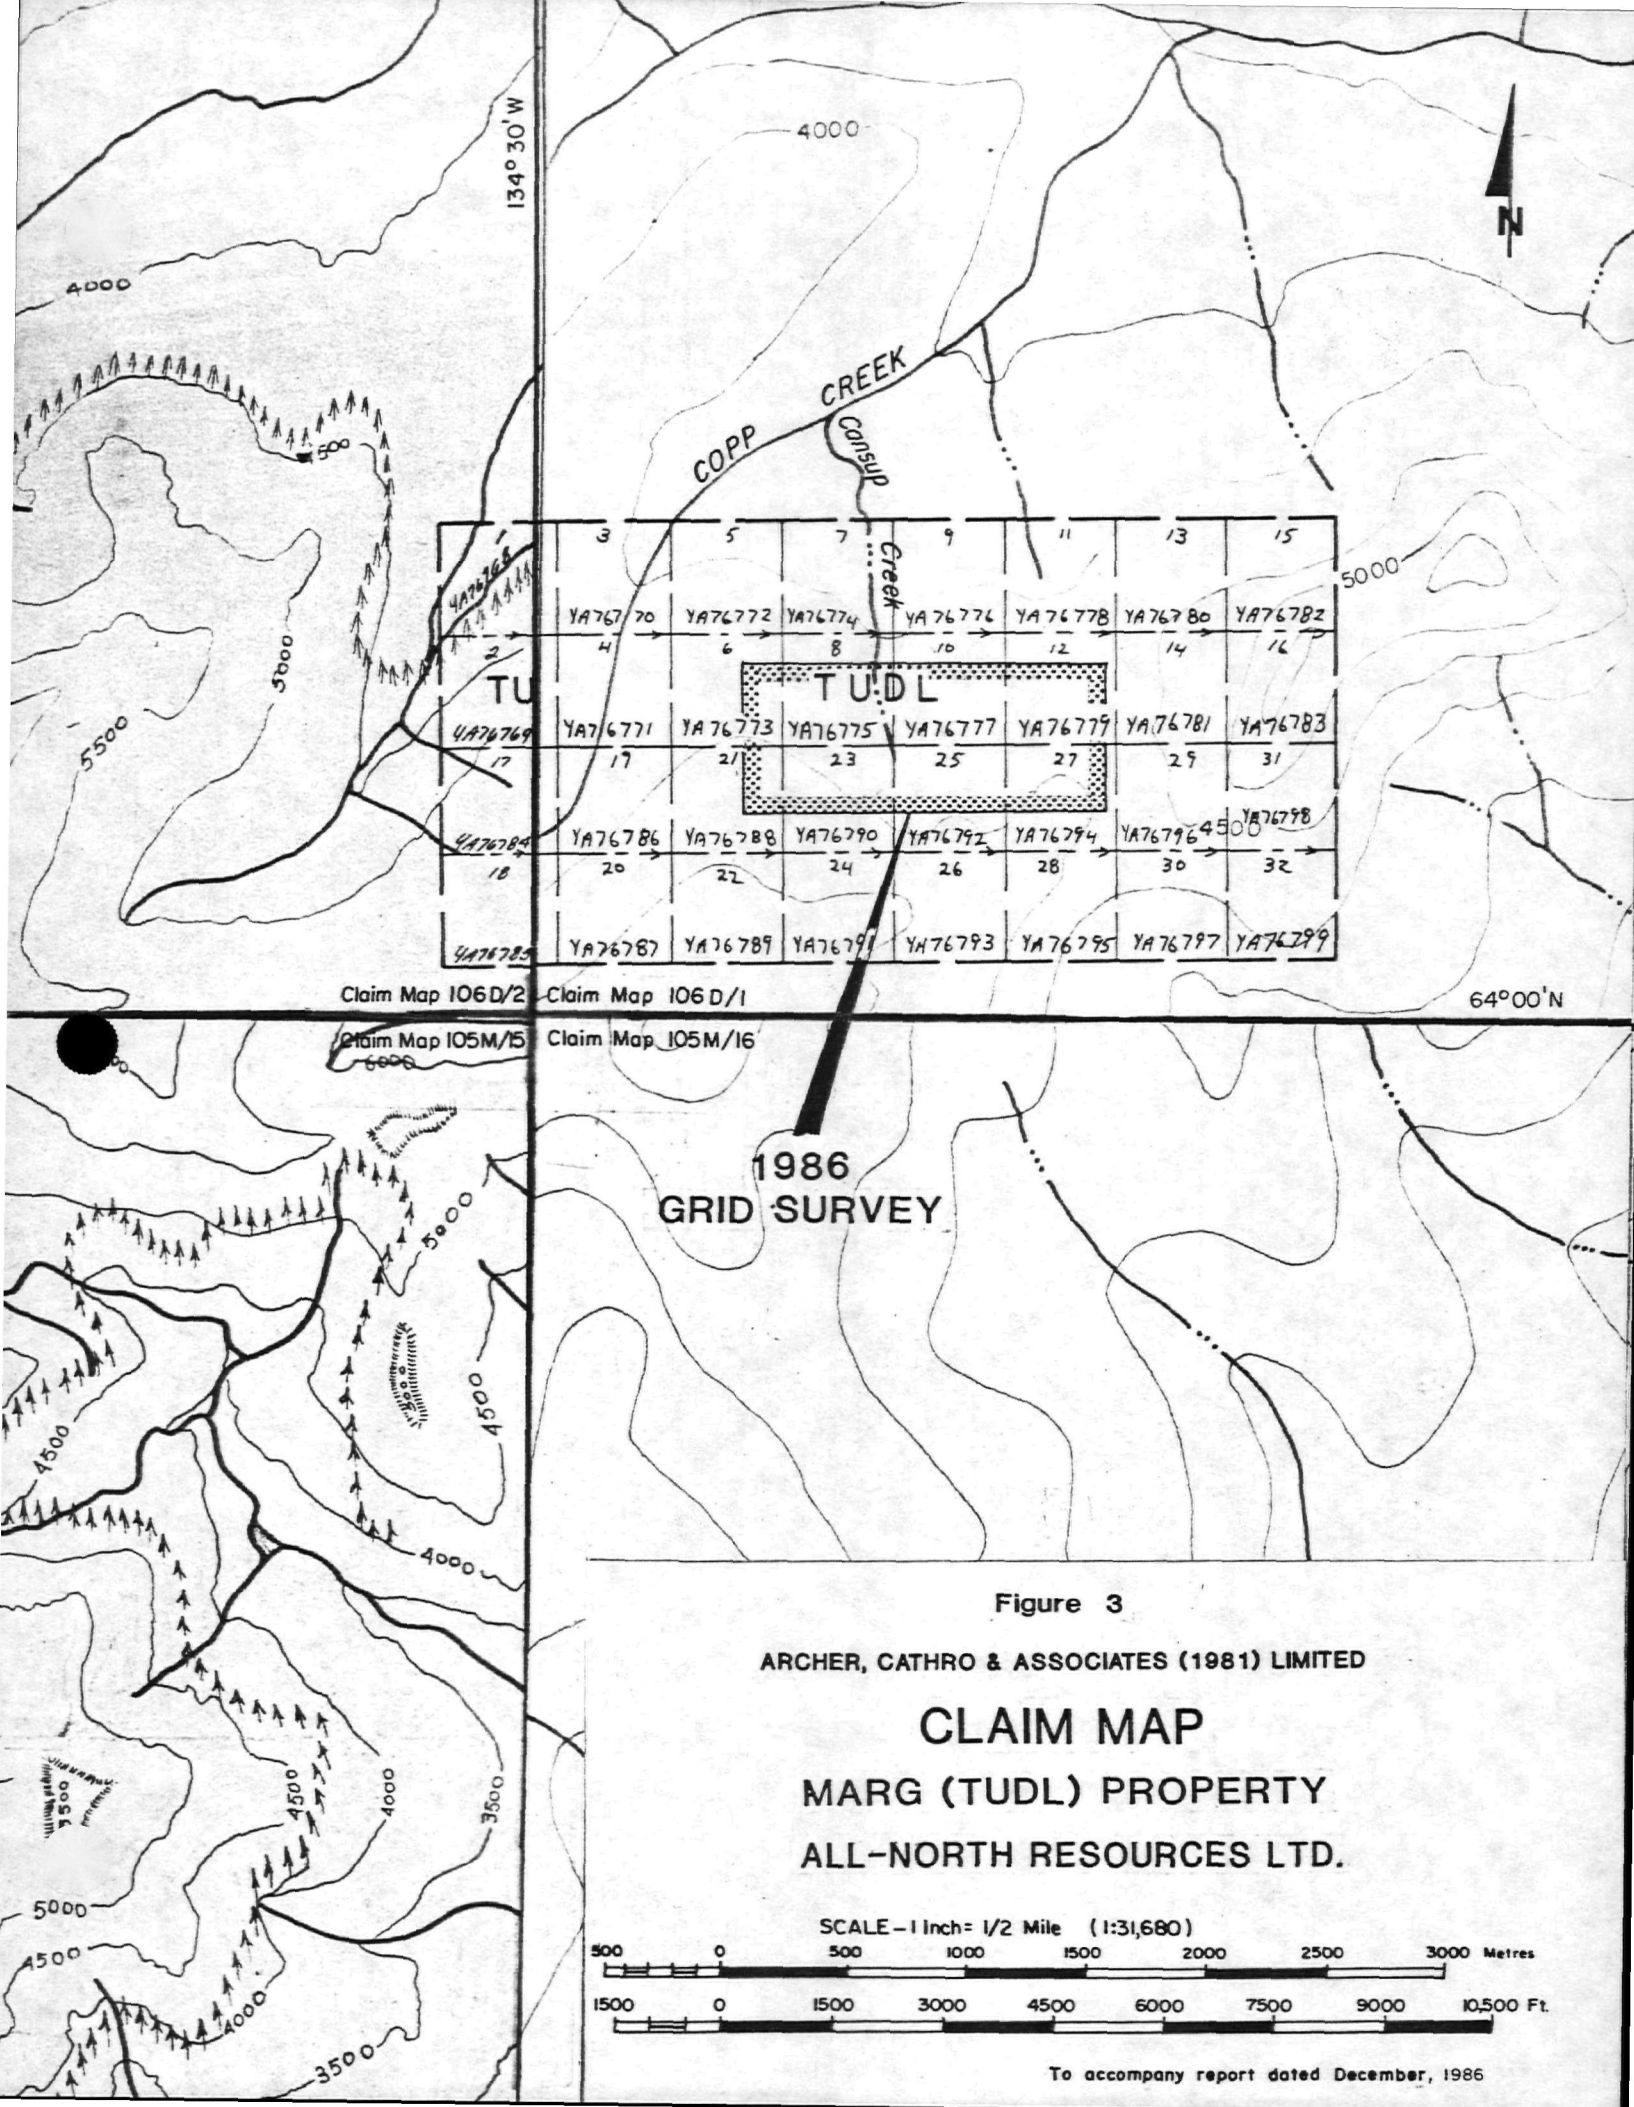 134° 30' W
4000
N
4000
CREEK
COPP
Cansup
Creek
4500
1 3 5 7 9 11 13 15
5000
YA76768 YA76770 YA76772 YA76774 YA76776 YA76778 YA76780 YA76782
2 4 6 8 10 12 14 16
5000
TU TUDL
5500
YA76769 YA76771 YA76773 YA76775 YA76777 YA76779 YA76781 YA76783
17 19 21 23 25 27 29 31
YA76784 YA76786 YA76788 YA76790 YA76792 YA76794 YA76796 4500 YA76798
18 20 22 24 26 28 30 32
YA76785 YA76787 YA76789 YA76791 YA76793 YA76795 YA76797 YA76799
Claim Map 106D/2 Claim Map 106D/1
64°00'N
Claim Map 105M/15 Claim Map 105M/16
6000
1986
GRID SURVEY
5000
4500
4500
4000
4500
4000
3500
5000
4500
4000
3500
Figure 3
ARCHER, CATHRO & ASSOCIATES (1981) LIMITED
CLAIM MAP
MARG (TUDL) PROPERTY
ALL-NORTH RESOURCES LTD.
SCALE-1 Inch = 1/2 Mile (1:31,680)
500 0 500 1000 1500 2000 2500 3000 Metres
1500 0 1500 3000 4500 6000 7500 9000 10,500 Ft.
To accompany report dated December, 1986